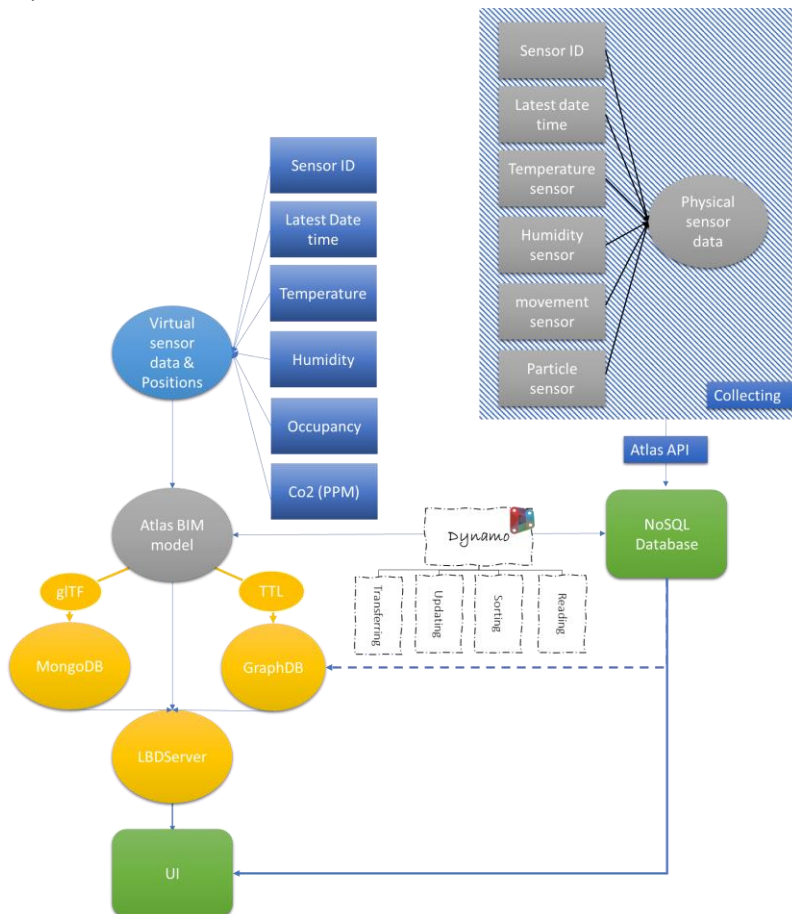 Sensor ID
Latest date
time
Temperature
sensor
Physical
sensor
data
Humidity
sensor
movement
sensor
Particle
sensor
Collecting
Atlas API
NoSQL
Database
Sensor ID
Latest Date
time
Temperature
Humidity
Occupancy
Co2 (PPM)
Virtual
sensor
data &
Positions
Atlas BIM
model
Dynamo
Transferring
Updating
Sorting
Reading
glTF
TTL
MongoDB
GraphDB
LBDServer
UI